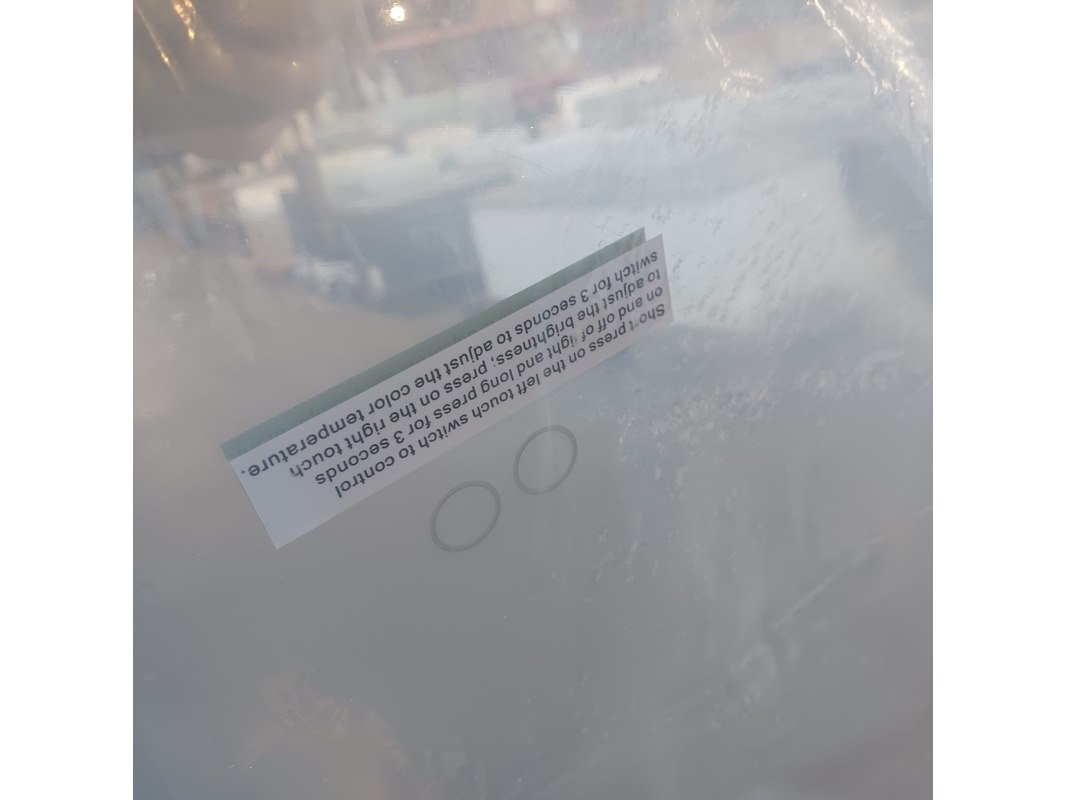 Short press on the left touch switch to control
on and off of light and long press for 3 seconds
to adjust the brightness; press on the right touch
switch for 3 seconds to adjust the color temperature.